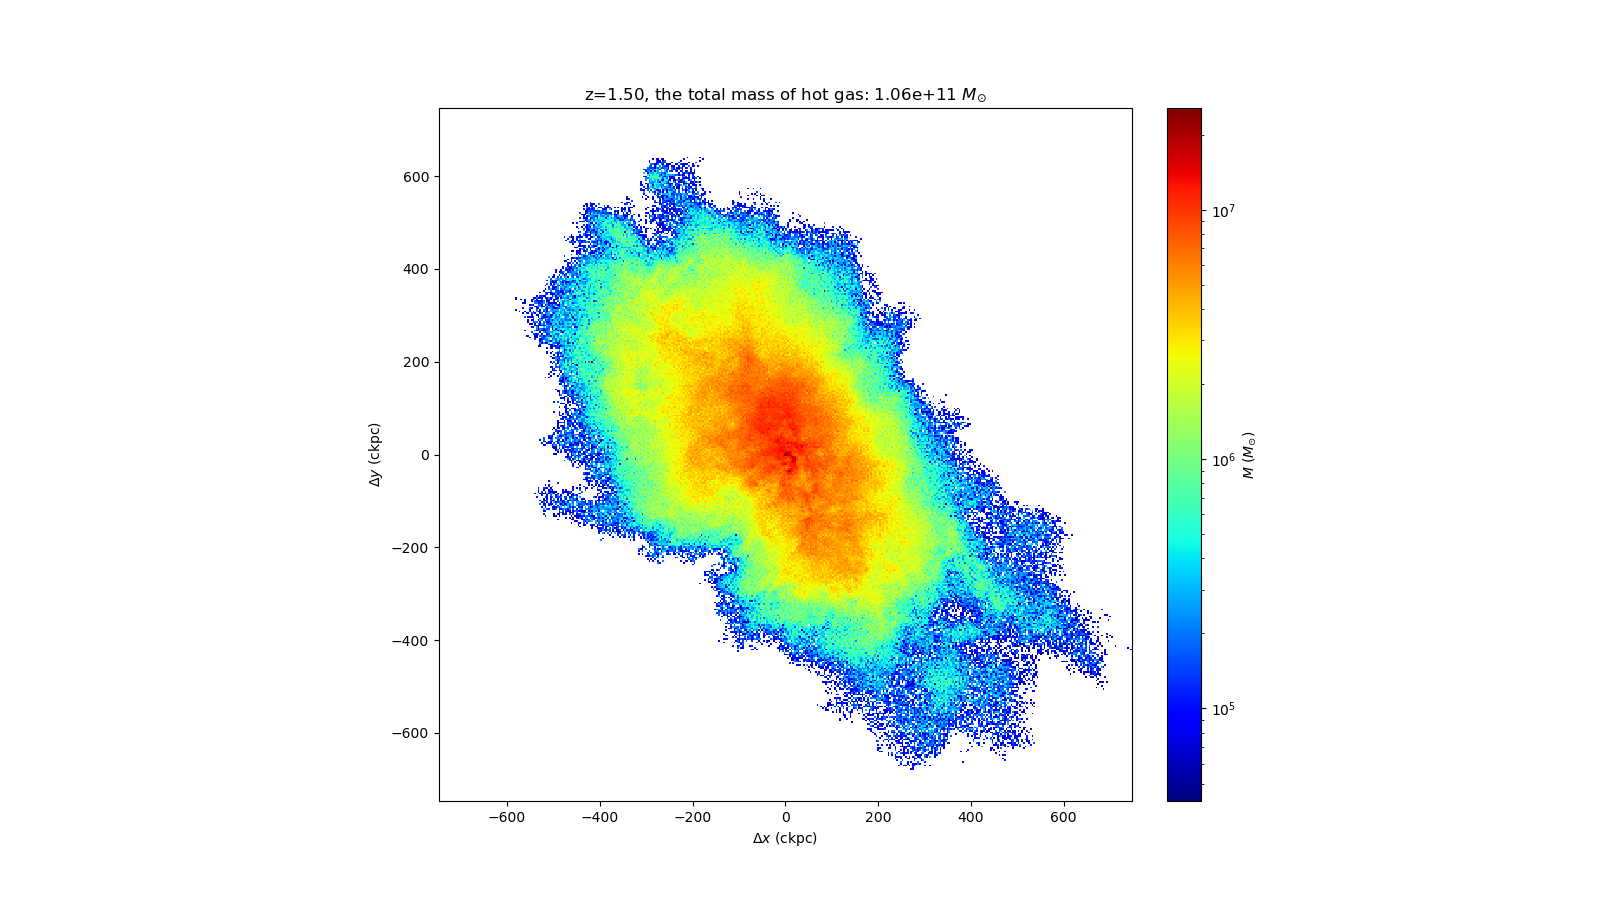 z=1.50, the total mass of hot gas: 1.06e+11 M⊙
600
400
200
0
−200
−400
−600
Δy (ckpc)
−600 −400 −200 0 200 400 600
Δx (ckpc)
10⁷
10⁶
10⁵
M (M⊙)